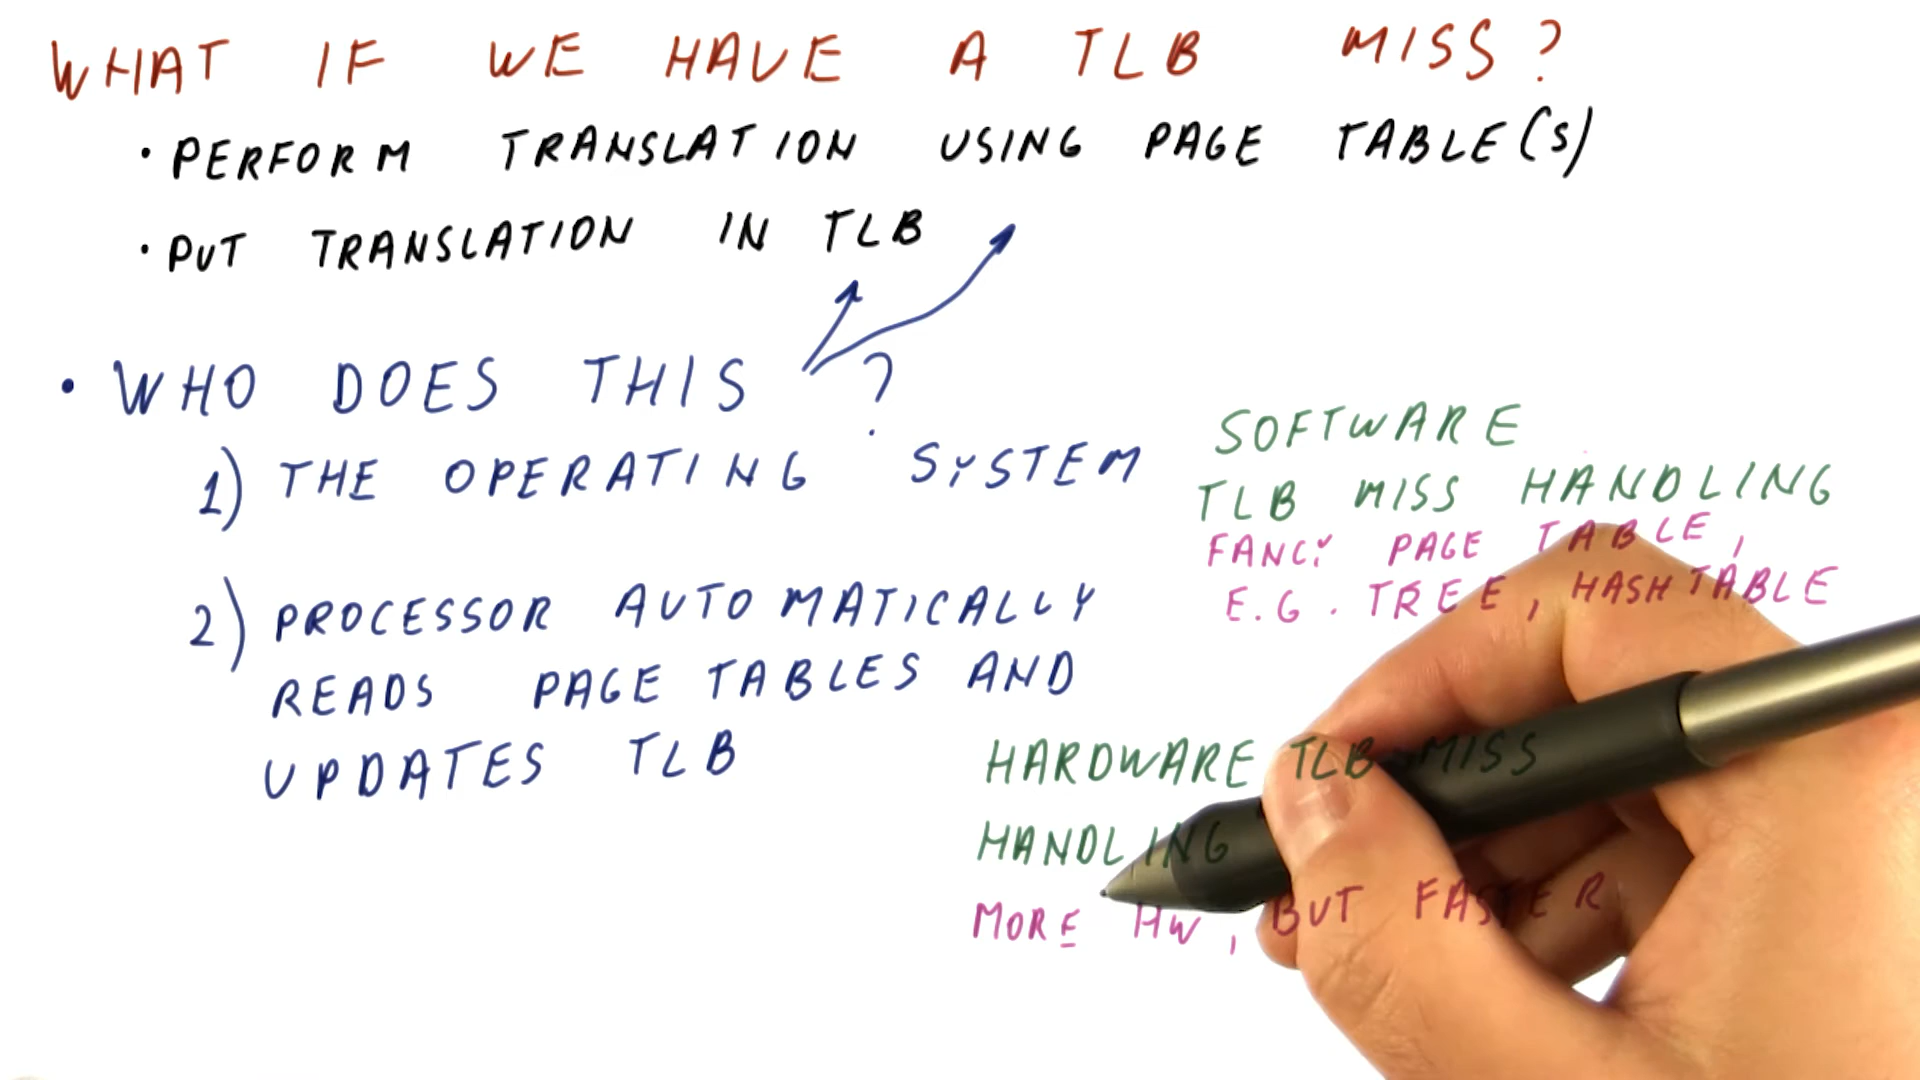 WHAT IF WE HAVE A TLB MISS?
• PERFORM TRANSLATION USING PAGE TABLE(S)
• PUT TRANSLATION IN TLB
• WHO DOES THIS ?
1) THE OPERATING SYSTEM
SOFTWARE
TLB MISS HANDLING
FANCY PAGE TABLE,
E.G. TREE, HASHTABLE
2) PROCESSOR AUTOMATICALLY
READS PAGE TABLES AND
UPDATES TLB
HARDWARE TLB MISS
HANDLING
MORE HW, BUT FASTER